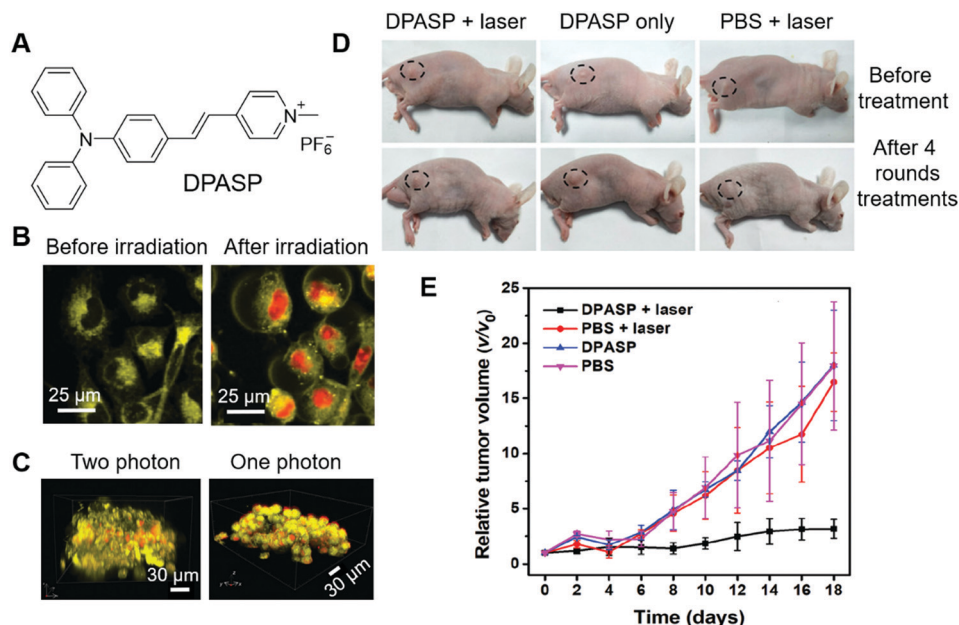 A
N
N
+
PF6−
DPASP
B
Before irradiation
After irradiation
25 μm
25 μm
C
Two photon
One photon
30 μm
30 μm
D
DPASP + laser
DPASP only
PBS + laser
Before
treatment
After 4
rounds
treatments
E
Relative tumor volume (v/v0)
25
20
15
10
5
0
DPASP + laser
PBS + laser
DPASP
PBS
0 2 4 6 8 10 12 14 16 18
Time (days)